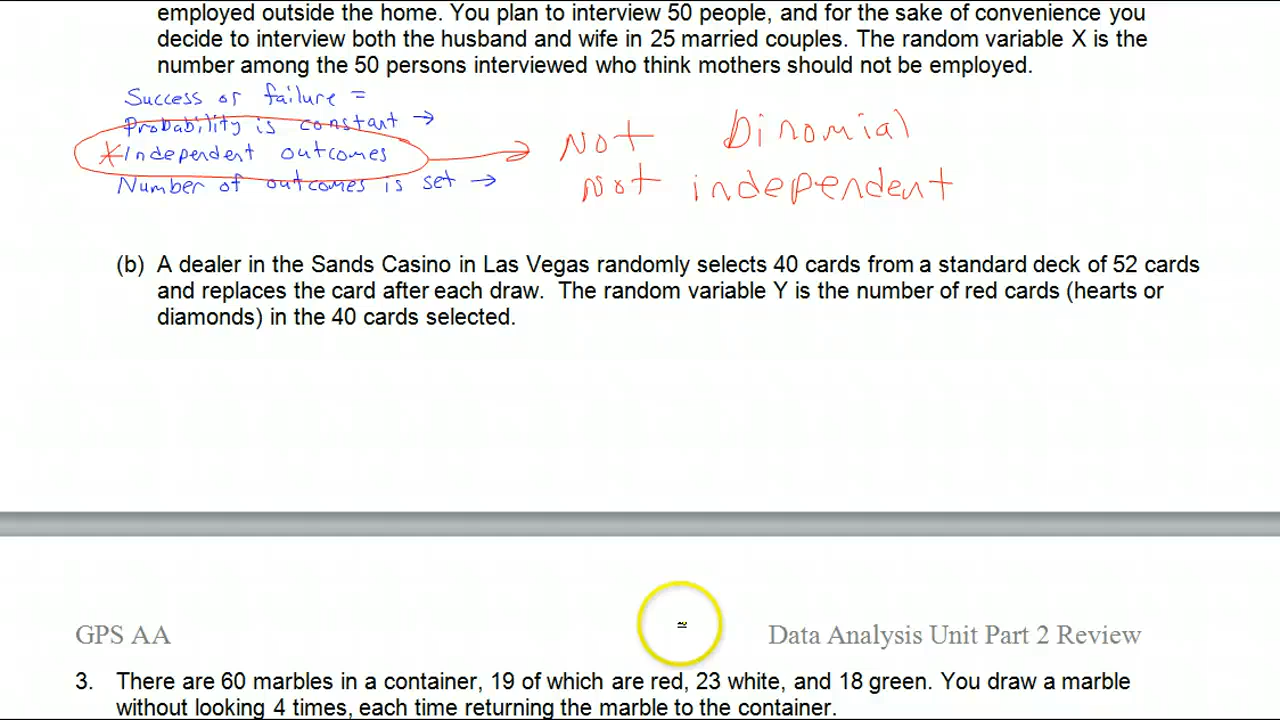 employed outside the home. You plan to interview 50 people, and for the sake of convenience you
decide to interview both the husband and wife in 25 married couples. The random variable X is the
number among the 50 persons interviewed who think mothers should not be employed.
Success or failure =
Probability is constant →
*Independent outcomes → Not Binomial
Number of outcomes is set → Not independent
(b) A dealer in the Sands Casino in Las Vegas randomly selects 40 cards from a standard deck of 52 cards
and replaces the card after each draw. The random variable Y is the number of red cards (hearts or
diamonds) in the 40 cards selected.
GPS AA Data Analysis Unit Part 2 Review
3. There are 60 marbles in a container, 19 of which are red, 23 white, and 18 green. You draw a marble
without looking 4 times, each time returning the marble to the container.